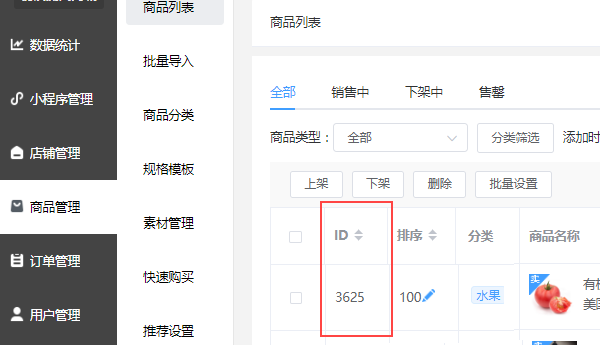 商品列表
数据统计
批量导入
小程序管理
商品分类
店铺管理
规格模板
商品管理
素材管理
订单管理
快速购买
用户管理
推荐设置
商品列表
全部 销售中 下架中 售罄
商品类型： 全部 分类筛选 添加时
上架 下架 删除 批量设置
ID 排序 分类 商品名称
3625 100 水果 实 有机
美国